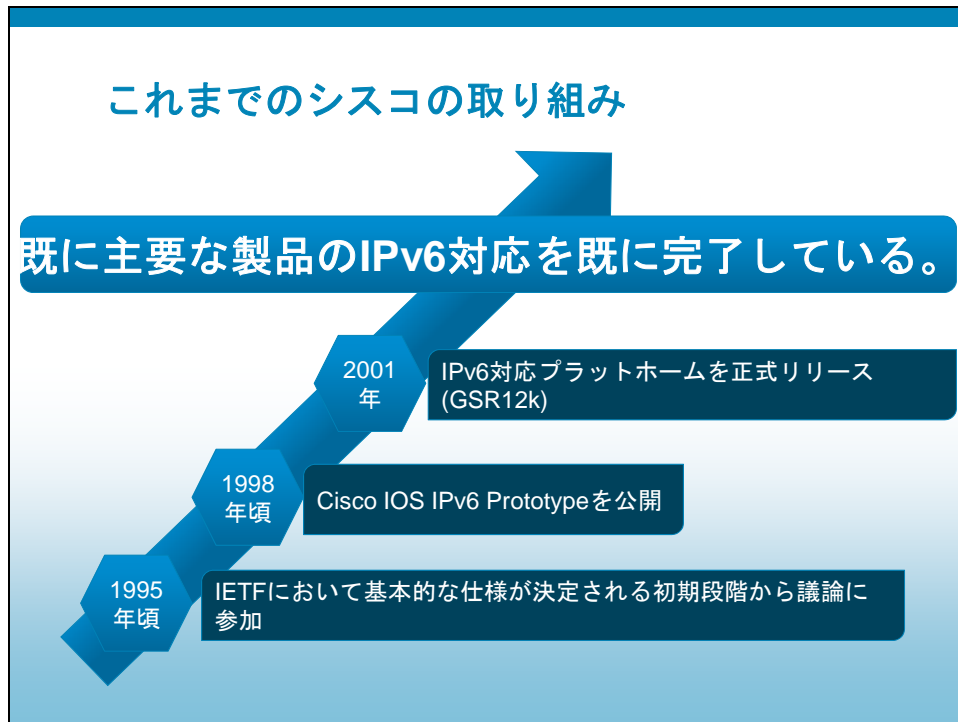 これまでのシスコの取り組み
既に主要な製品のIPv6対応を既に完了している。
2001
年
IPv6対応プラットホームを正式リリース
(GSR12k)
1998
年頃
Cisco IOS IPv6 Prototypeを公開
1995
年頃
IETFにおいて基本的な仕様が決定される初期段階から議論に
参加